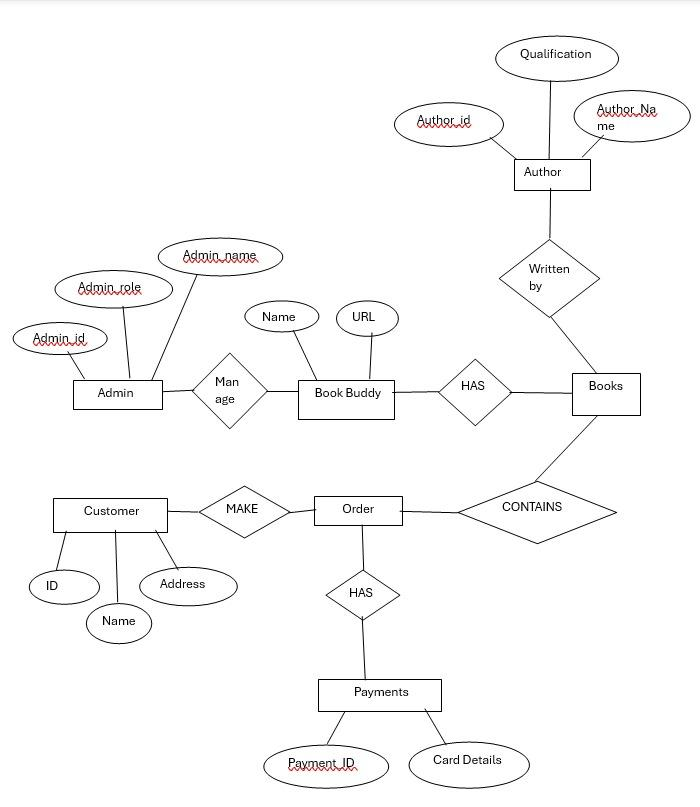 Qualification
Author_id
Author_Na
me
Author
Written
by
Admin_name
Admin_role
Admin_id
Name
URL
Admin
Man
age
Book Buddy
HAS
Books
Customer
MAKE
Order
CONTAINS
ID
Name
Address
HAS
Payments
Payment_ID
Card Details